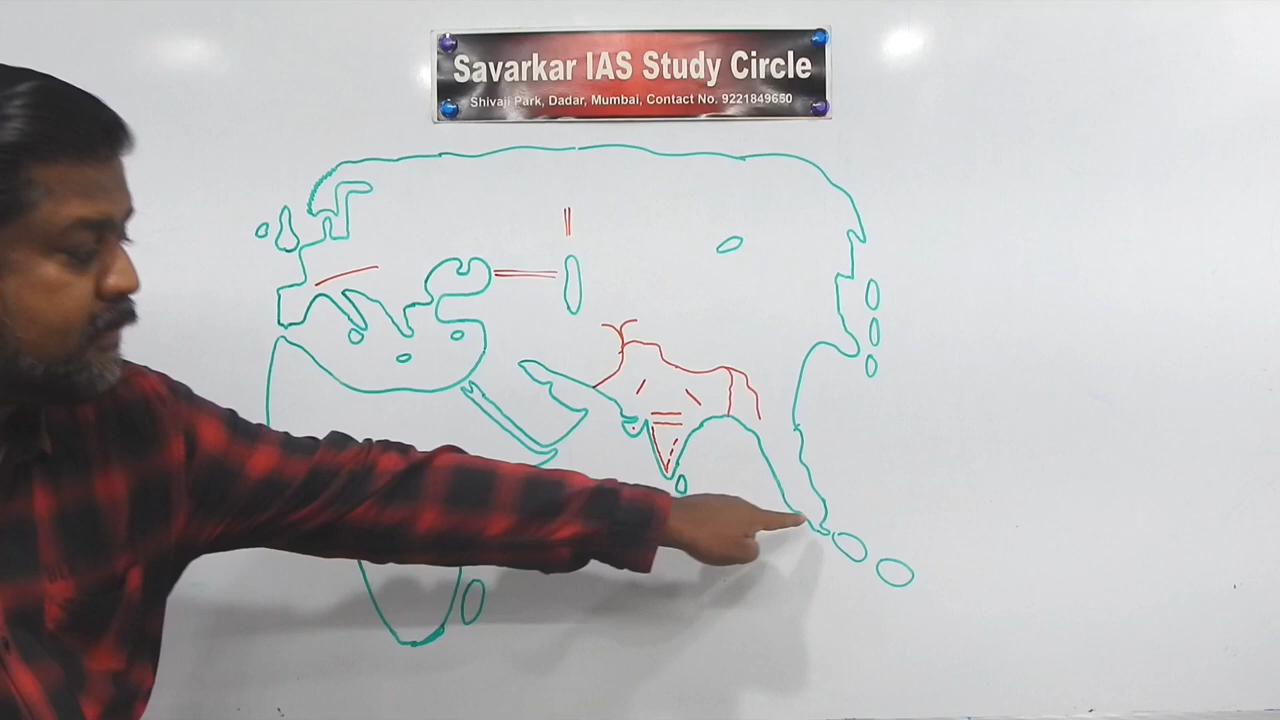 Savarkar IAS Study Circle
Shivaji Park, Dadar, Mumbai, Contact No. 9221849650